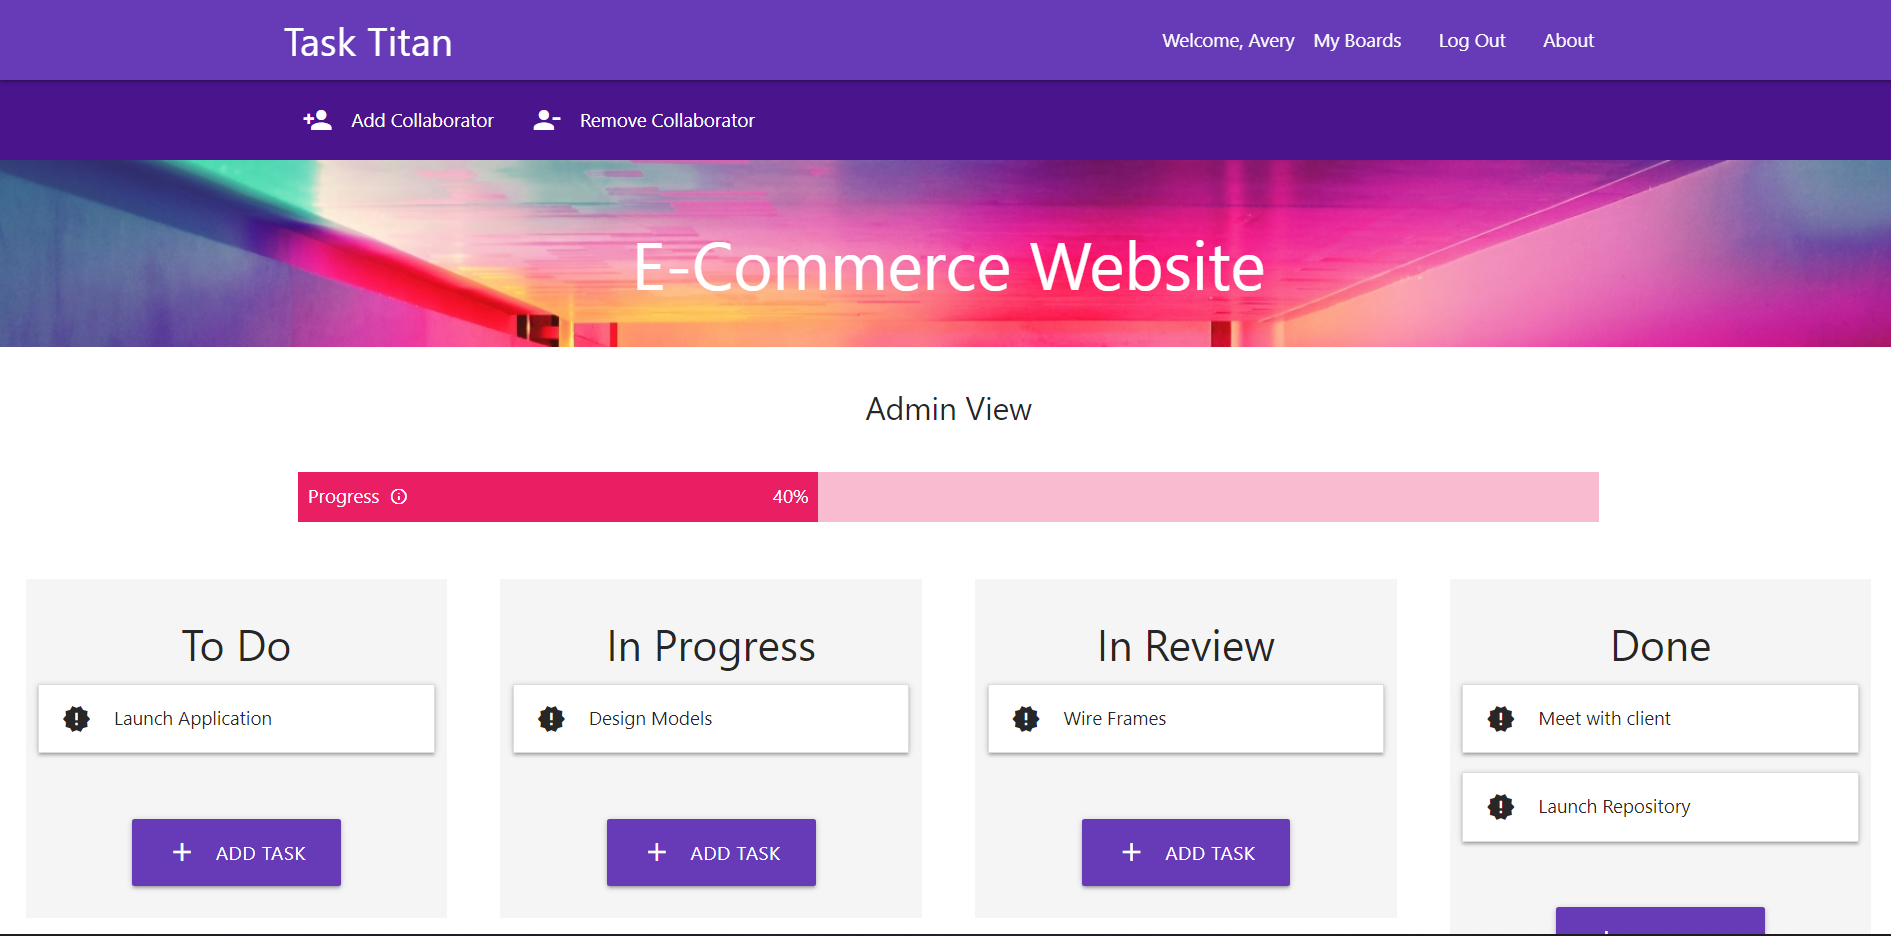 Task Titan
Welcome, Avery My Boards Log Out About
Add Collaborator Remove Collaborator
E-Commerce Website
Admin View
Progress 40%
To Do
Launch Application
ADD TASK
In Progress
Design Models
ADD TASK
In Review
Wire Frames
ADD TASK
Done
Meet with client
Launch Repository